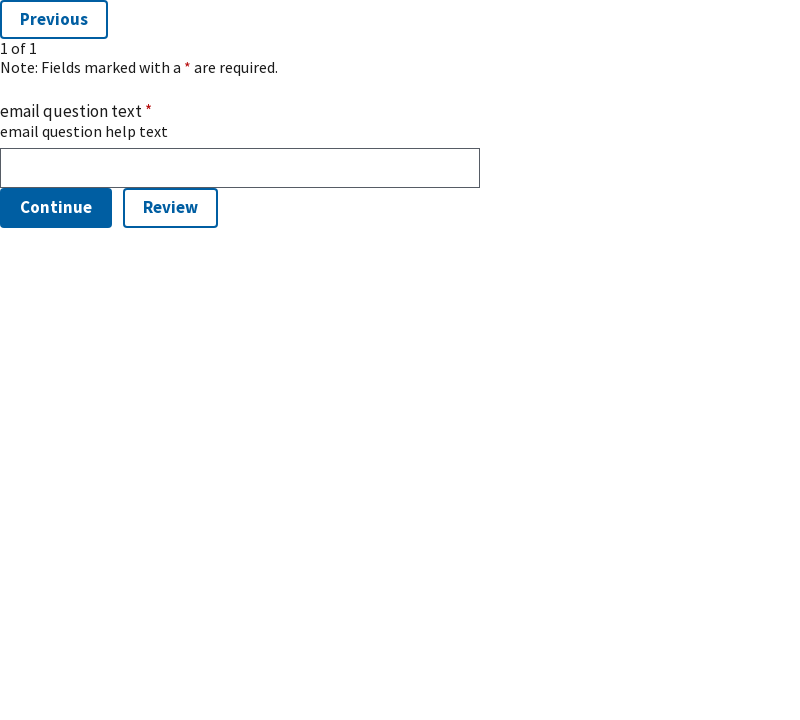 Previous
1 of 1
Note: Fields marked with a * are required.
email question text *
email question help text
Continue
Review